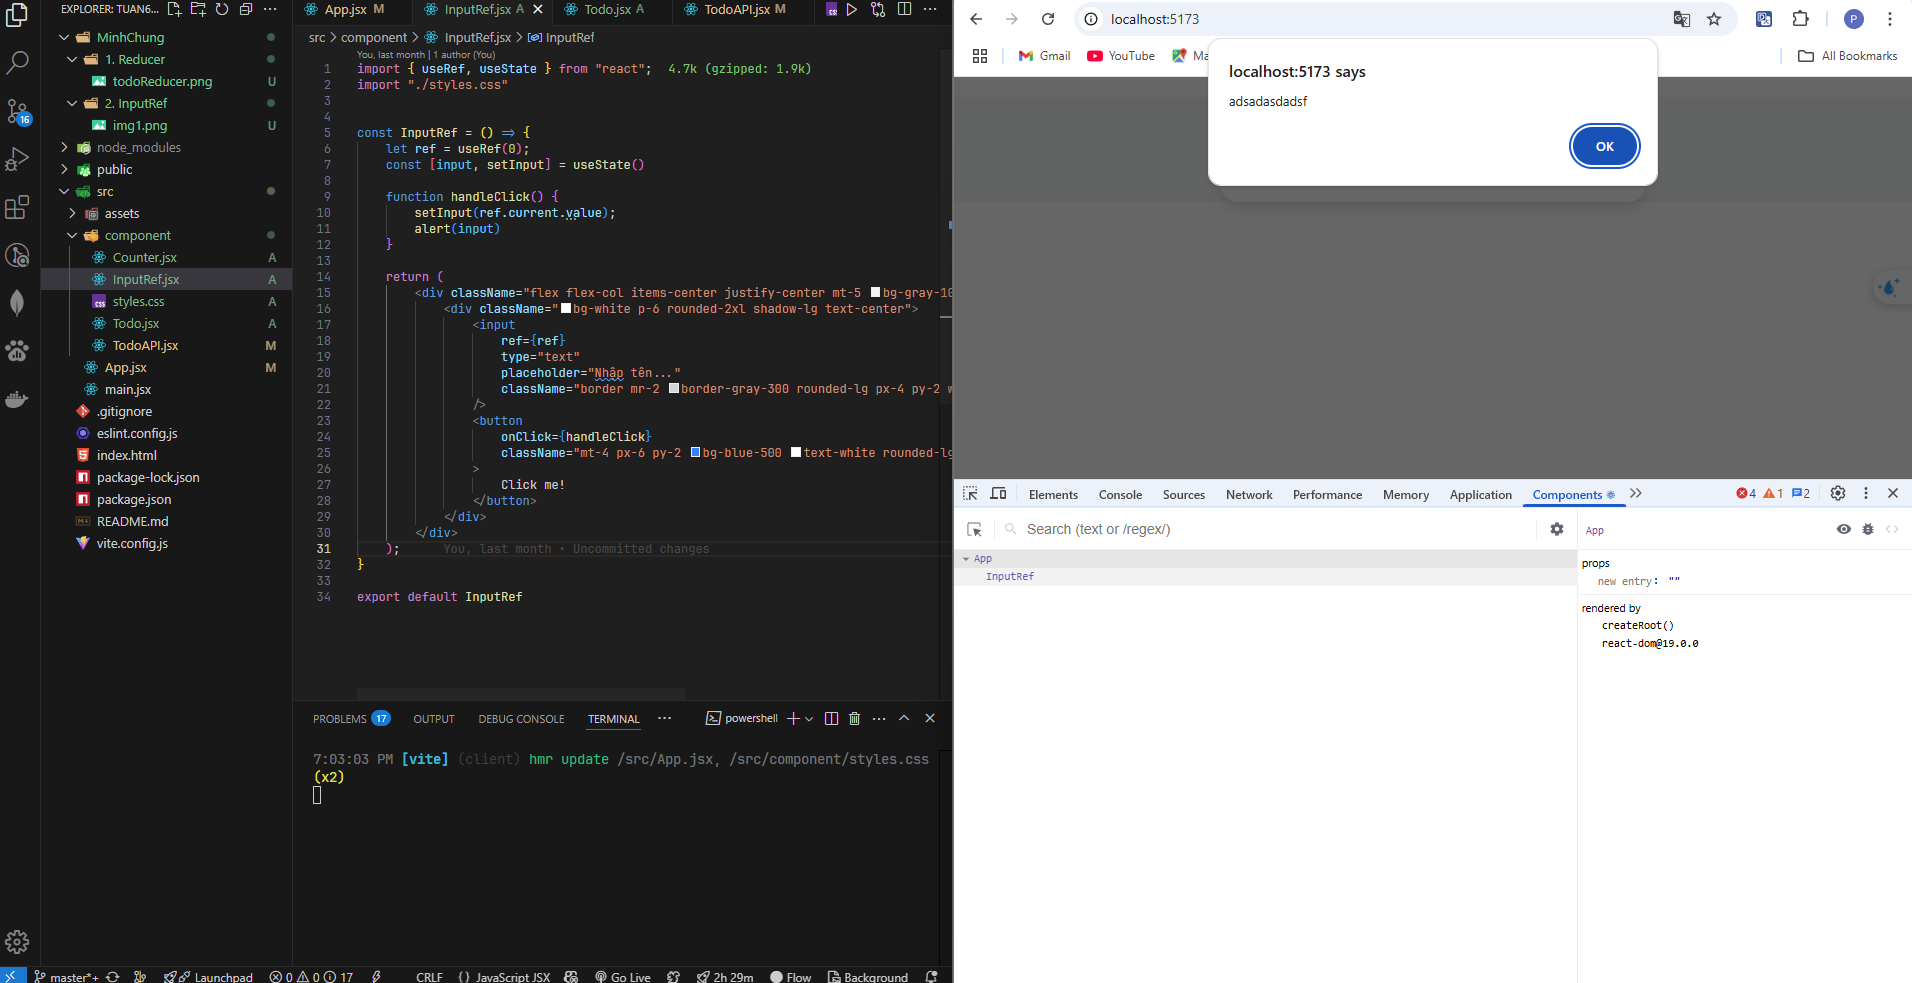 EXPLORER: TUAN6...
MinhChung
1. Reducer
todoReducer.png U
2. InputRef
img1.png U
node_modules
public
src
assets
component
Counter.jsx A
InputRef.jsx A
styles.css A
Todo.jsx A
TodoAPI.jsx M
App.jsx M
main.jsx
.gitignore
eslint.config.js
index.html
package-lock.json
package.json
README.md
vite.config.js
16
App.jsx M InputRef.jsx A Todo.jsx A TodoAPI.jsx M
src > component > InputRef.jsx > InputRef
You, last month | 1 author (You)
1 import { useRef, useState } from "react"; 4.7k (gzipped: 1.9k)
2 import "./styles.css"
3
4
5 const InputRef = () => {
6 let ref = useRef(0);
7 const [input, setInput] = useState()
8
9 function handleClick() {
10 setInput(ref.current.value);
11 alert(input)
12 }
13
14 return (
15 <div className="flex flex-col items-center justify-center mt-5 bg-gray-10
16 <div className="bg-white p-6 rounded-2xl shadow-lg text-center">
17 <input
18 ref={ref}
19 type="text"
20 placeholder="Nhập tên..."
21 className="border mr-2 border-gray-300 rounded-lg px-4 py-2 w
22 />
23 <button
24 onClick={handleClick}
25 className="mt-4 px-6 py-2 bg-blue-500 text-white rounded-lg
26 >
27 Click me!
28 </button>
29 </div>
30 </div>
31 ); You, last month • Uncommitted changes
32 }
33
34 export default InputRef
PROBLEMS 17 OUTPUT DEBUG CONSOLE TERMINAL ... powershell
7:03:03 PM [vite] (client) hmr update /src/App.jsx, /src/component/styles.css
(x2)
master*+ Launchpad 0 0 17 CRLF {} JavaScript JSX Go Live 2h 29m Flow Background
localhost:5173 P
Gmail YouTube Ma All Bookmarks
localhost:5173 says
adsadasdadsf
OK
Elements Console Sources Network Performance Memory Application Components 4 1 2
Search (text or /regex/)
App
InputRef
App
props
new entry: ""
rendered by
createRoot()
react-dom@19.0.0